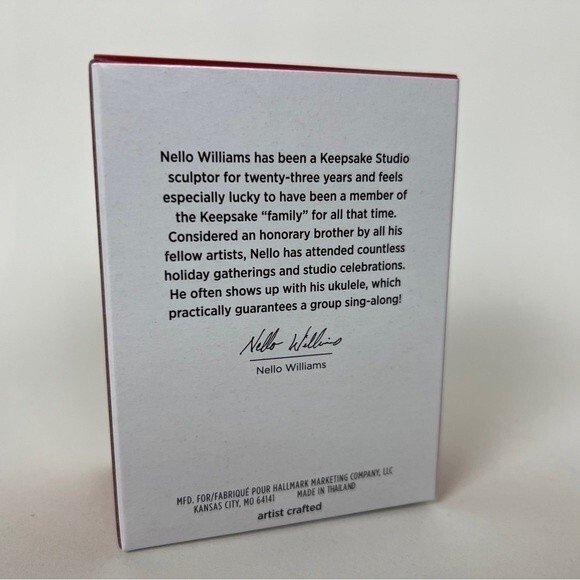 Nello Williams has been a Keepsake Studio
sculptor for twenty-three years and feels
especially lucky to have been a member of
the Keepsake “family” for all that time.
Considered an honorary brother by all his
fellow artists, Nello has attended countless
holiday gatherings and studio celebrations.
He often shows up with his ukulele, which
practically guarantees a group sing-along!
Nello Williams
Nello Williams
MFD. FOR/FABRIQUÉ POUR HALLMARK MARKETING COMPANY, LLC
KANSAS CITY, MO 64141 MADE IN THAILAND
artist crafted